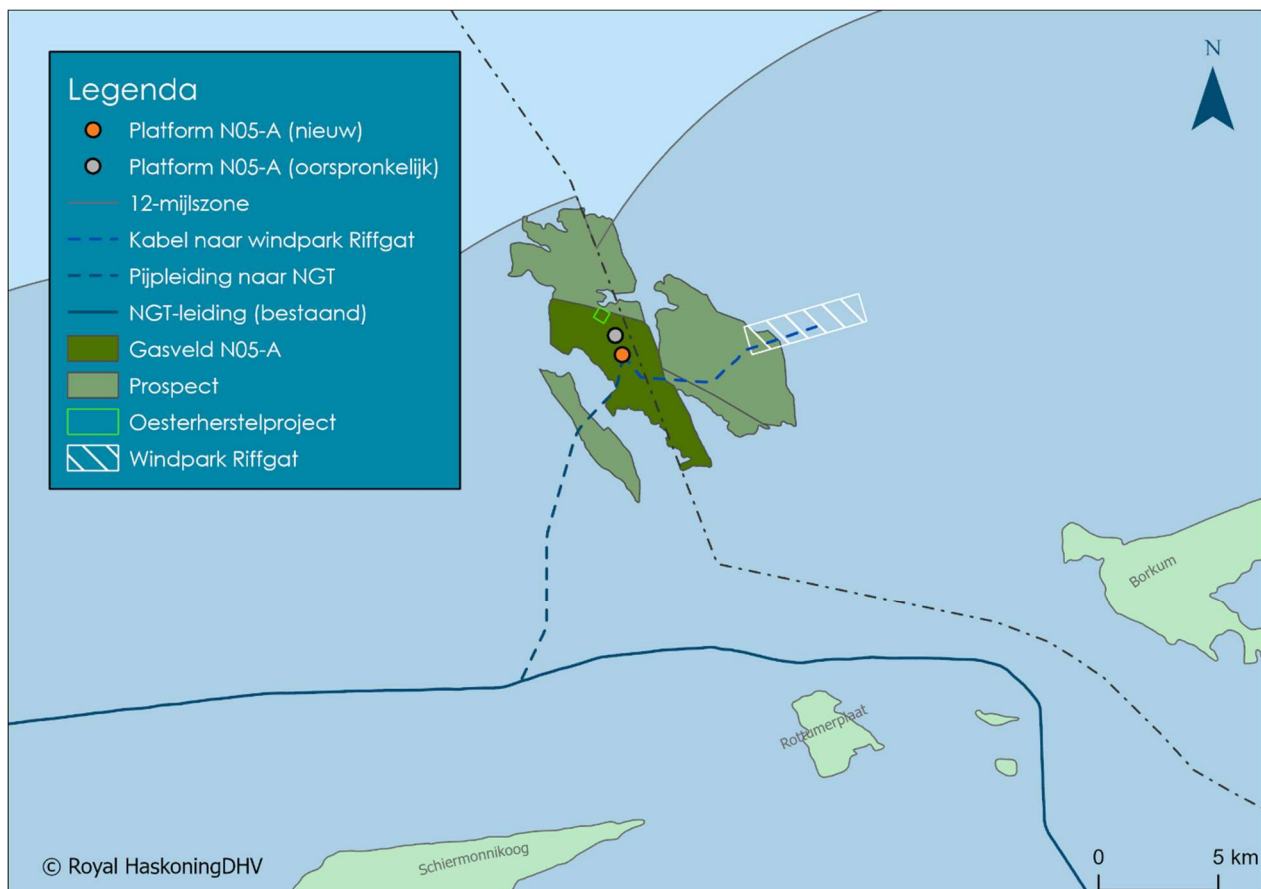 Legenda
Platform N05-A (nieuw)
Platform N05-A (oorspronkelijk)
12-mijlszone
Kabel naar windpark Riffgat
Pijpleiding naar NGT
NGT-leiding (bestaand)
Gasveld N05-A
Prospect
Oesterherstelproject
Windpark Riffgat
N
Borkum
Rottumerplaat
Schiermonnikoog
© Royal HaskoningDHV
0 5 km